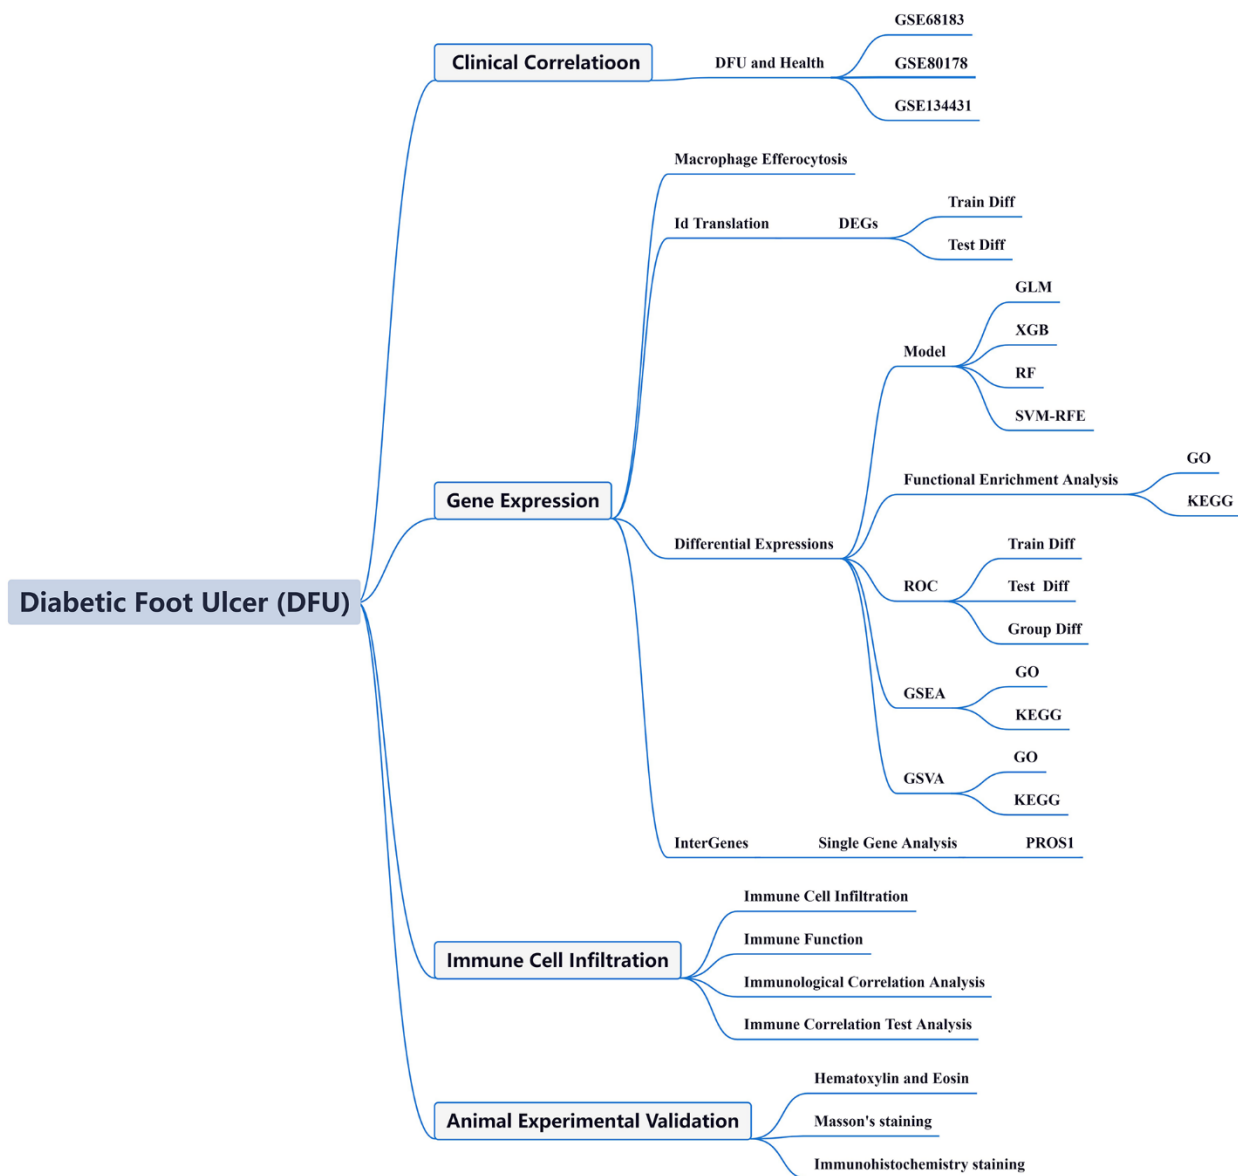 Diabetic Foot Ulcer (DFU)
Clinical Correlatioon
DFU and Health
GSE68183
GSE80178
GSE134431
Gene Expression
Macrophage Efferocytosis
Id Translation
DEGs
Train Diff
Test Diff
Differential Expressions
Model
GLM
XGB
RF
SVM-RFE
Functional Enrichment Analysis
GO
KEGG
ROC
Train Diff
Test  Diff
Group Diff
GSEA
GO
KEGG
GSVA
GO
KEGG
InterGenes
Single Gene Analysis
PROS1
Immune Cell Infiltration
Immune Cell Infiltration
Immune Function
Immunological Correlation Analysis
Immune Correlation Test Analysis
Animal Experimental Validation
Hematoxylin and Eosin
Masson's staining
Immunohistochemistry staining